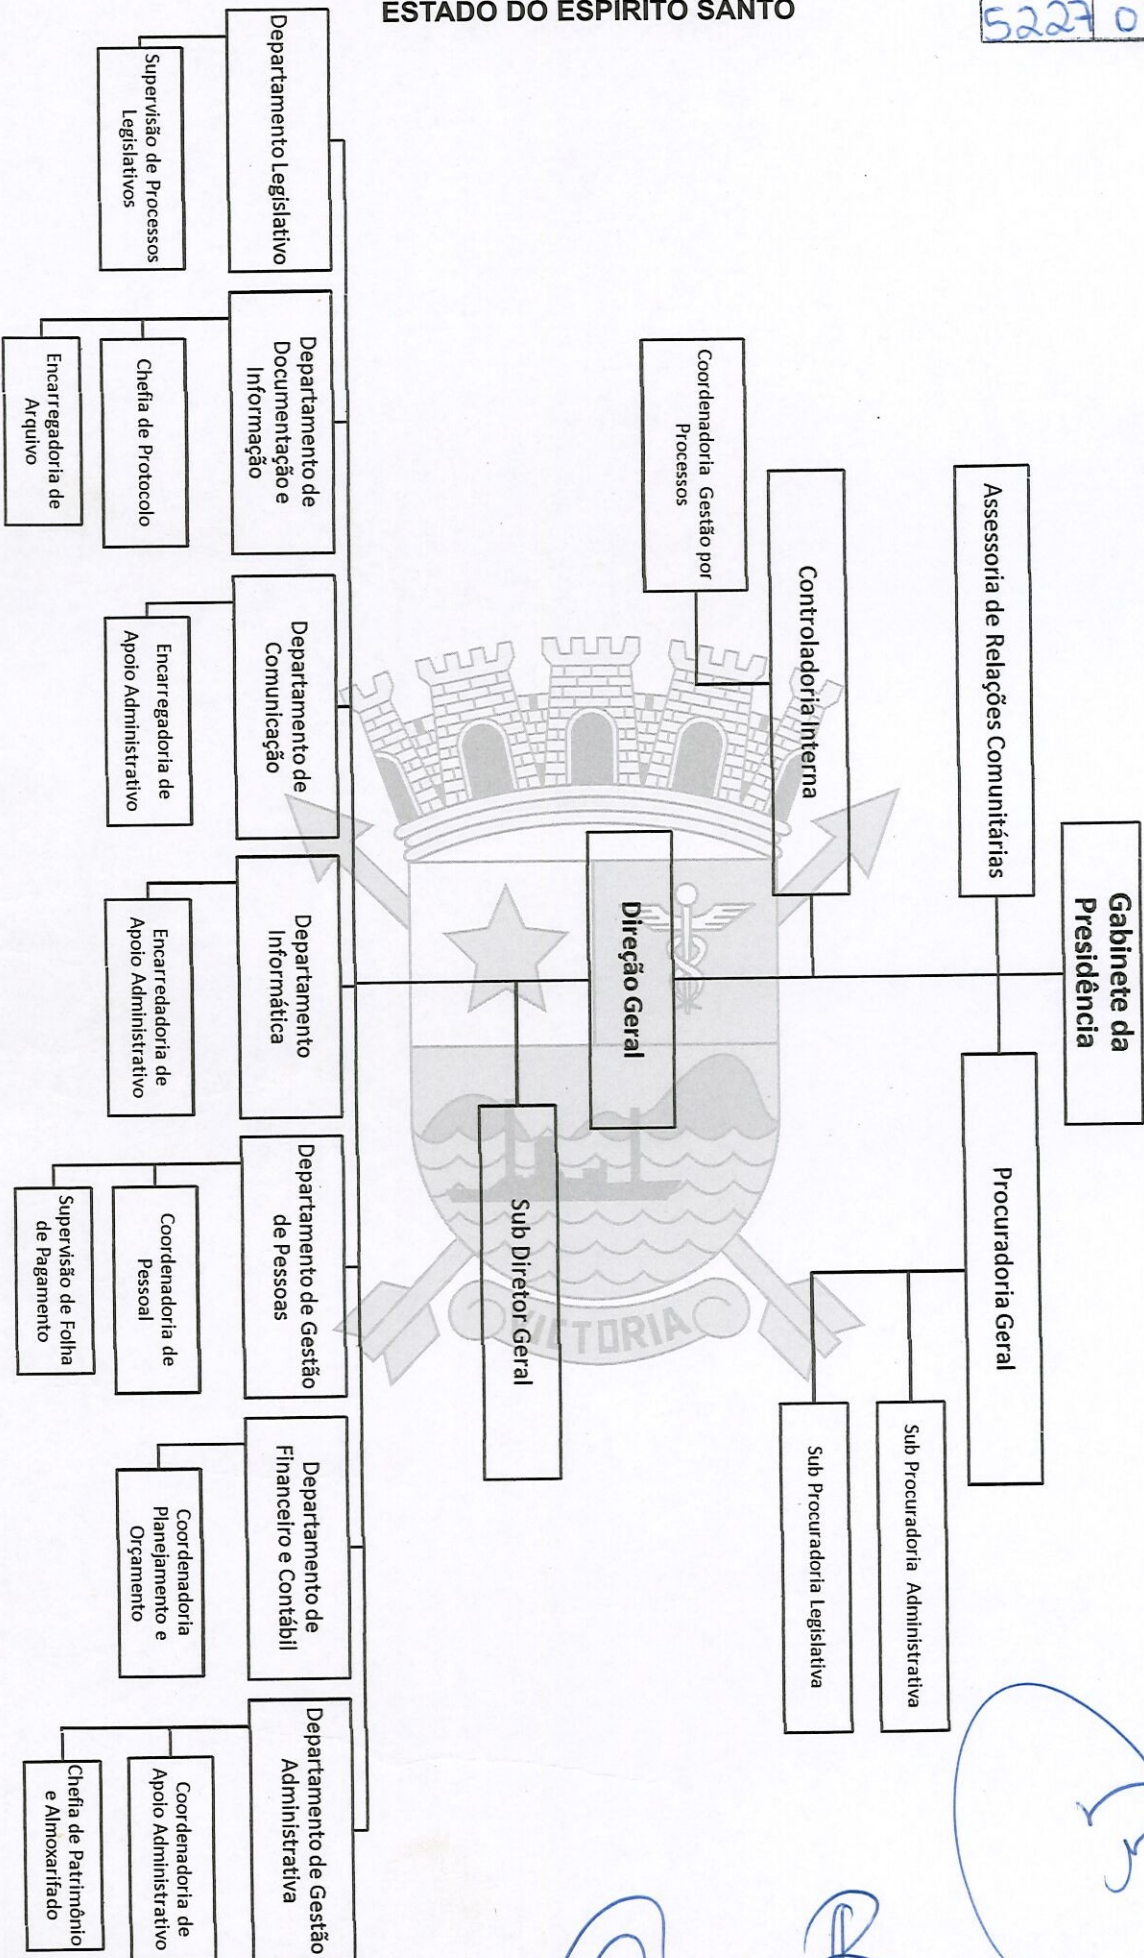 ESTADO DO ESPÍRITO SANTO
5227 0
Gabinete da
Presidência
Assessoria de Relações Comunitárias
Procuradoria Geral
Sub Procuradoria Administrativa
Sub Procuradoria Legislativa
Controladoria Interna
Coordenadoria Gestão por
Processos
Direção Geral
Sub Diretor Geral
Departamento Legislativo
Supervisão de Processos
Legislativos
Departamento de
Documentação e
Informação
Chefia de Protocolo
Encarregadoria de
Arquivo
Departamento de
Comunicação
Encarregadoria de
Apoio Administrativo
Departamento
Informática
Encarredadoria de
Apoio Administrativo
Departamento de Gestão
de Pessoas
Coordenadoria de
Pessoal
Supervisão de Folha
de Pagamento
Departamento de
Financeiro e Contábil
Coordenadoria
Planejamento e
Orçamento
Departamento de Gestão
Administrativa
Coordenadoria de
Apoio Administrativo
Chefia de Patrimônio
e Almoxarifado
VICTORIA